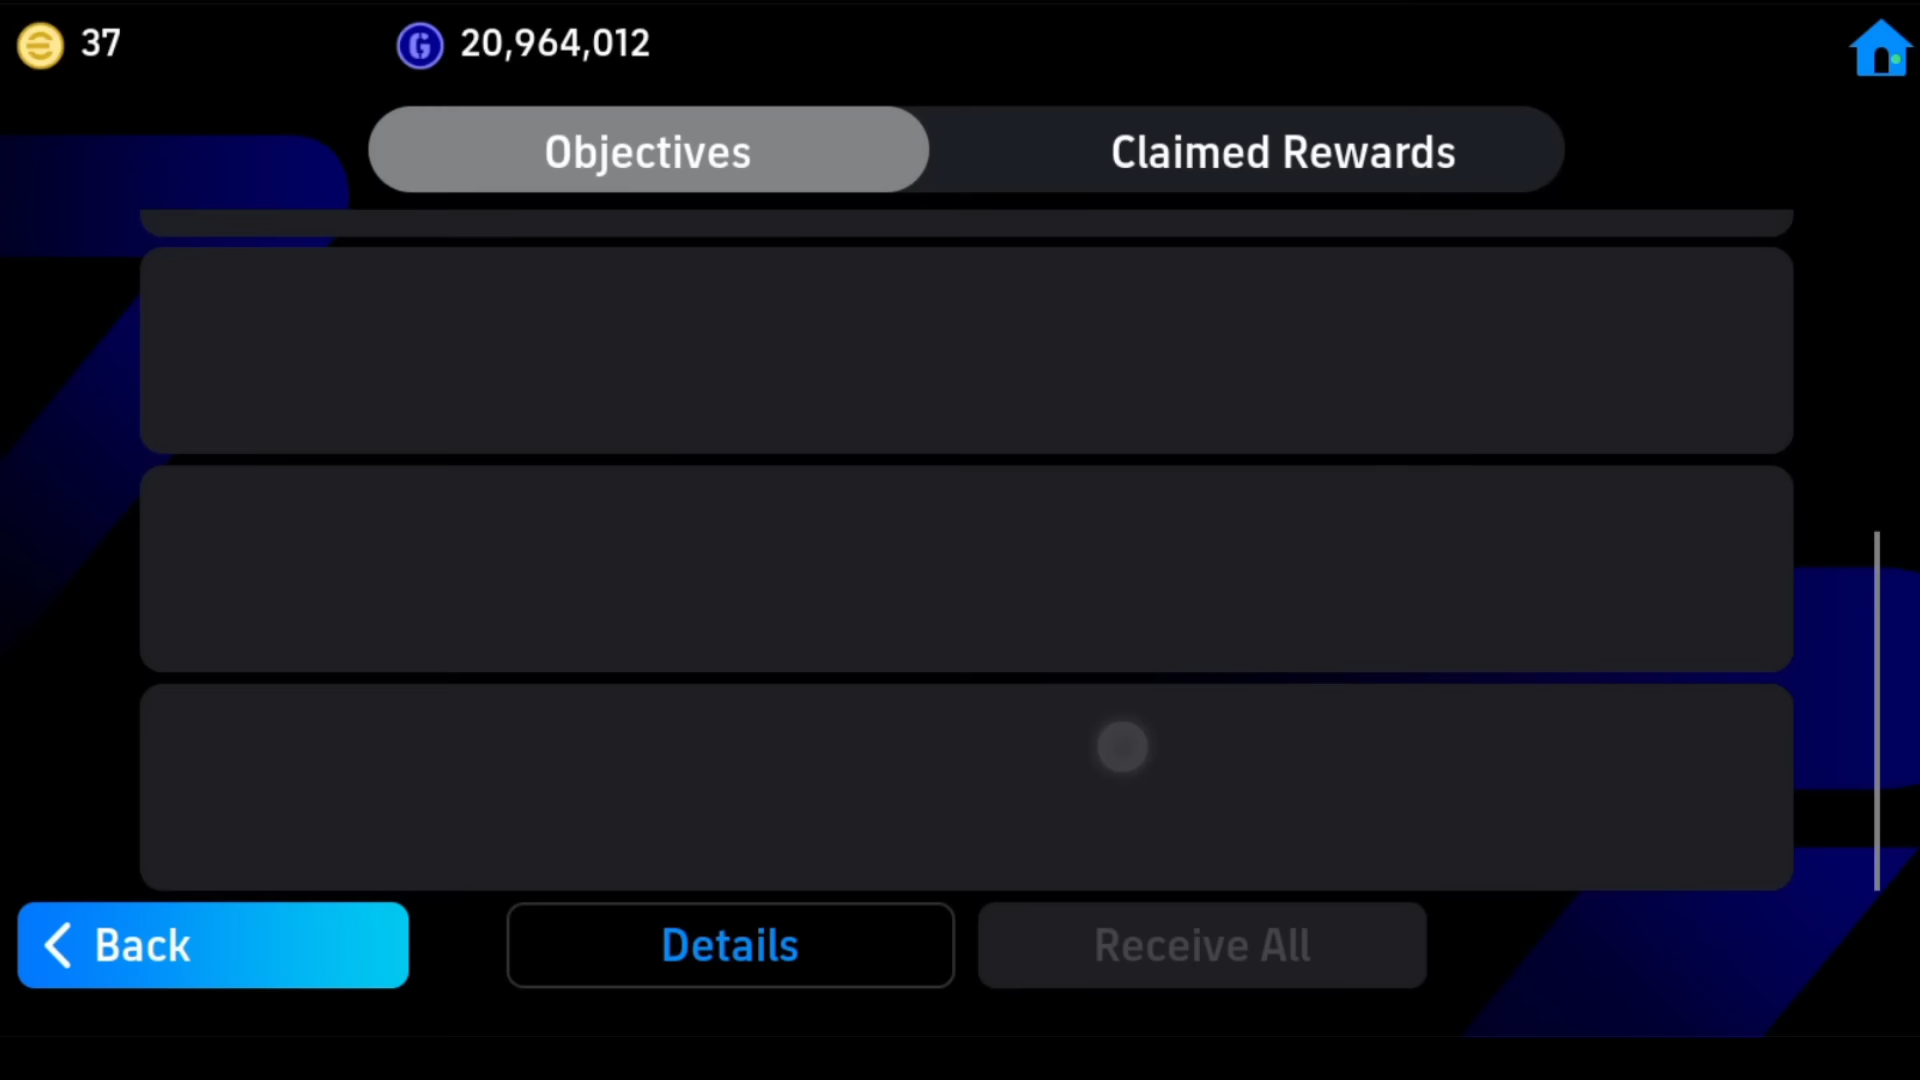 37
20,964,012
Objectives
Claimed Rewards
Back
Details
Receive All